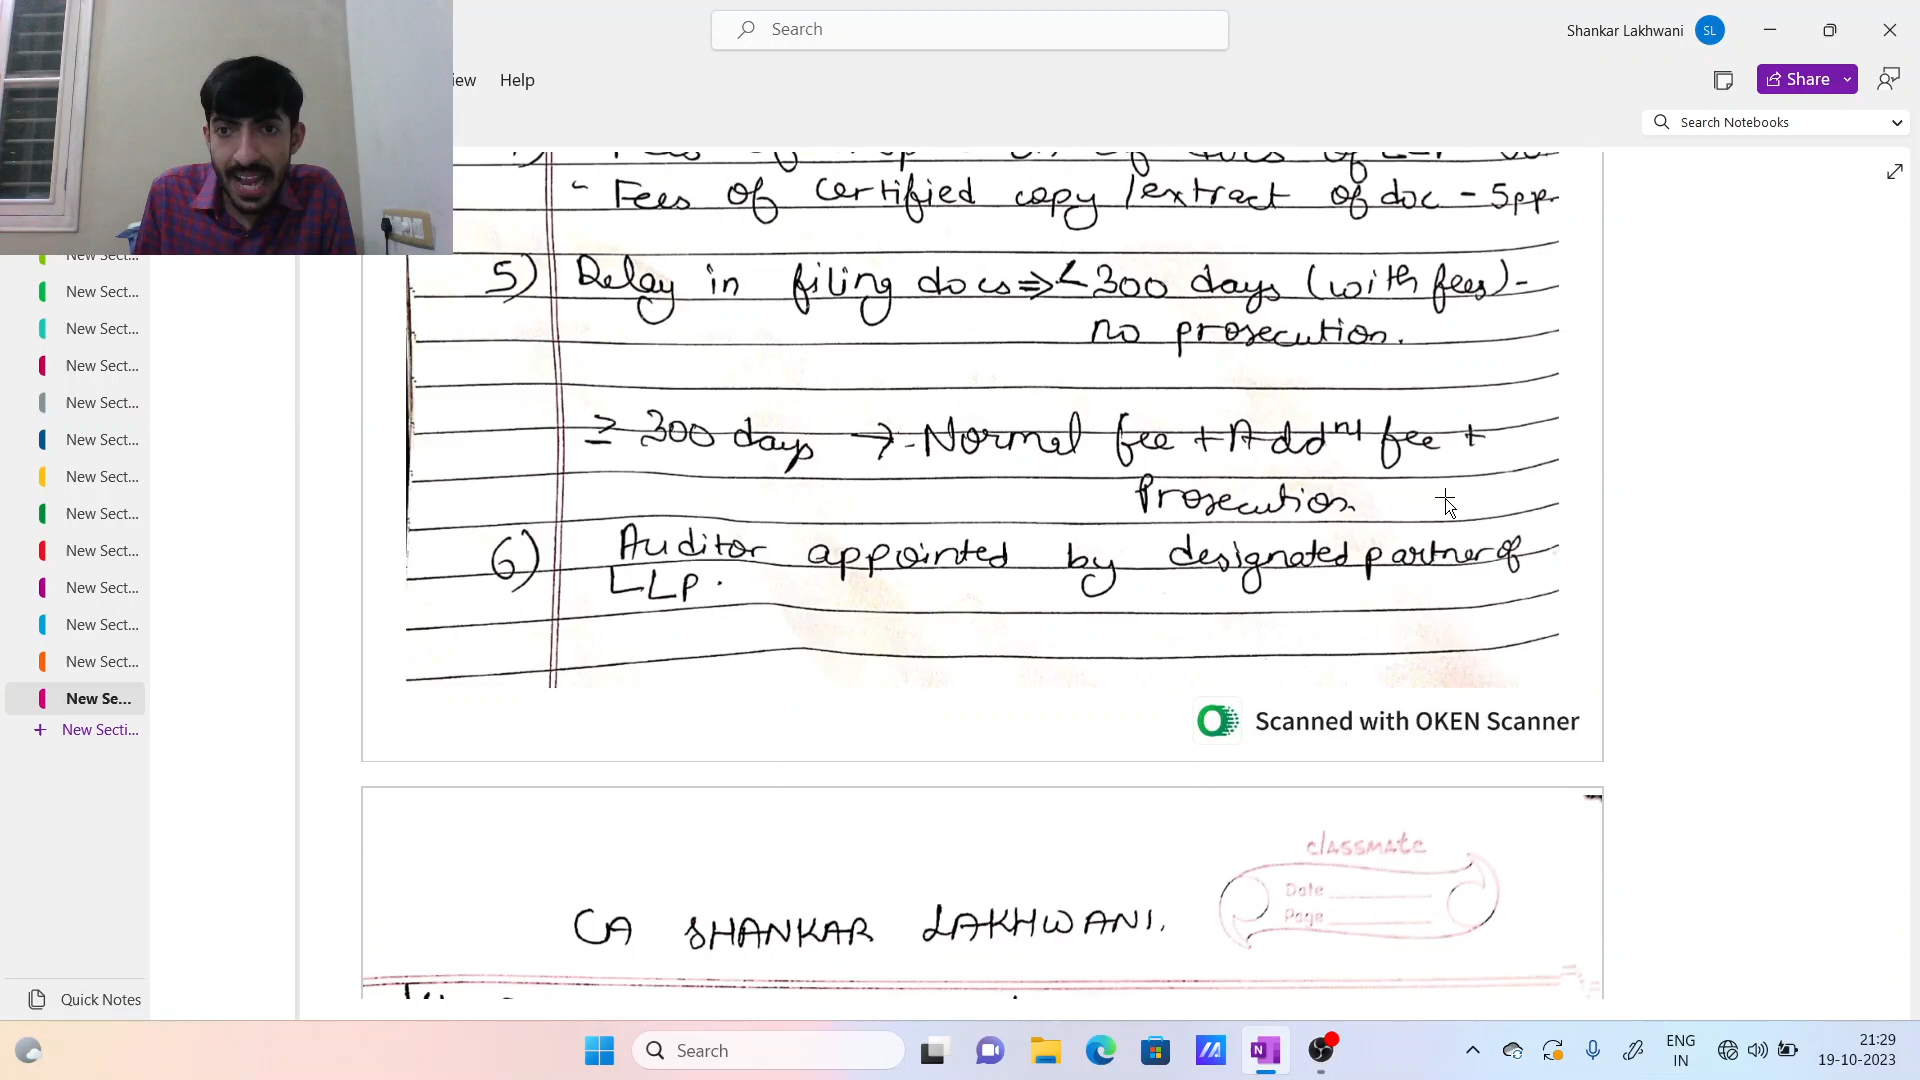 Search
Shankar Lakhwani SL
iew Help
Share
Search Notebooks
- Fees of certified copy / extract of doc - 5pp.
5) Delay in filing docs ⇒ < 300 days (with fees) -
no prosecution.
≥ 300 days → - Normal fee + Addnl fee +
Prosecution.
6) Auditor appointed by designated partner of
LLP.
Scanned with OKEN Scanner
classmate
Date
Page
CA SHANKAR LAKHWANI.
New Sect...
New Sect...
New Sect...
New Sect...
New Sect...
New Sect...
New Sect...
New Sect...
New Sect...
New Sect...
New Sect...
New Sect...
New Se...
+ New Secti...
Quick Notes
Search
ENG
IN
21:29
19-10-2023